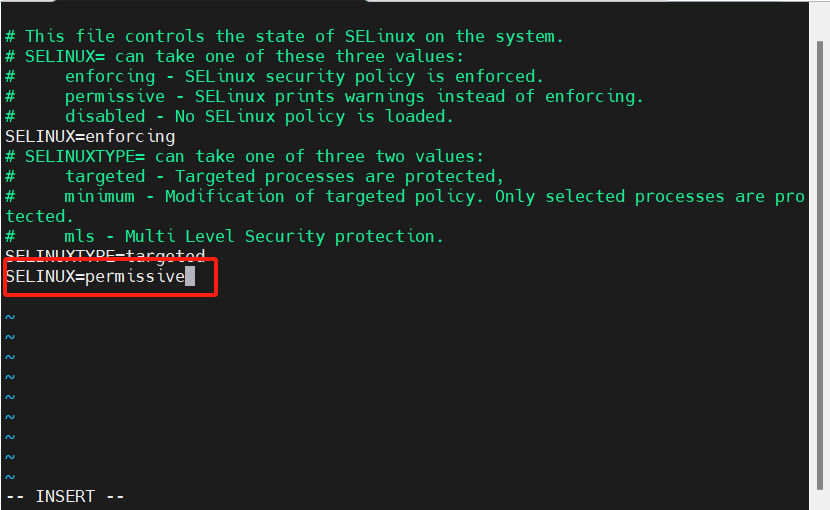 # This file controls the state of SELinux on the system.
# SELINUX= can take one of these three values:
#     enforcing - SELinux security policy is enforced.
#     permissive - SELinux prints warnings instead of enforcing.
#     disabled - No SELinux policy is loaded.
SELINUX=enforcing
# SELINUXTYPE= can take one of three two values:
#     targeted - Targeted processes are protected,
#     minimum - Modification of targeted policy. Only selected processes are pro
tected.
#     mls - Multi Level Security protection.
SELINUXTYPE=targeted
SELINUX=permissive
~
~
~
~
~
~
~
~
~
-- INSERT --